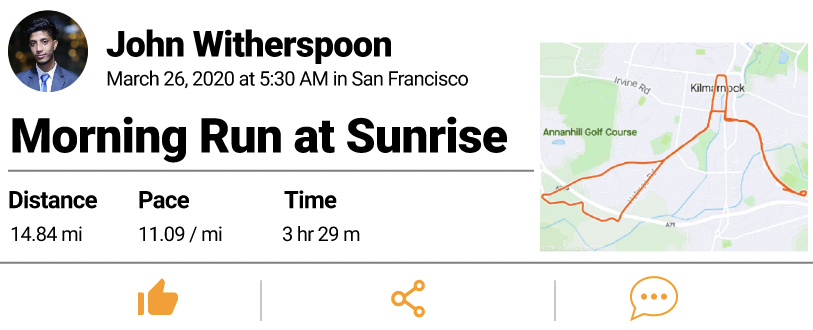 John Witherspoon
March 26, 2020 at 5:30 AM in San Francisco
Morning Run at Sunrise
Distance Pace Time
14.84 mi 11.09 / mi 3 hr 29 m
Irvine Rd
Kilmarnock
Annanhill Golf Course
Rd
A71